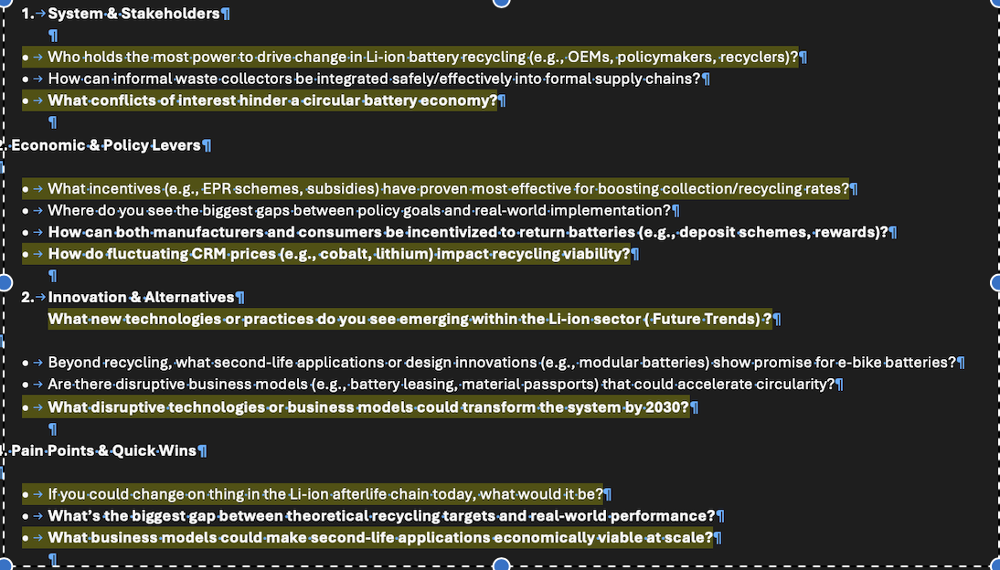 1. System & Stakeholders
• Who holds the most power to drive change in Li-ion battery recycling (e.g., OEMs, policymakers, recyclers)?
• How can informal waste collectors be integrated safely/effectively into formal supply chains?
• What conflicts of interest hinder a circular battery economy?
2. Economic & Policy Levers
• What incentives (e.g., EPR schemes, subsidies) have proven most effective for boosting collection/recycling rates?
• Where do you see the biggest gaps between policy goals and real-world implementation?
• How can both manufacturers and consumers be incentivized to return batteries (e.g., deposit schemes, rewards)?
• How do fluctuating CRM prices (e.g., cobalt, lithium) impact recycling viability?
2. Innovation & Alternatives
What new technologies or practices do you see emerging within the Li-ion sector ( Future Trends) ?
• Beyond recycling, what second-life applications or design innovations (e.g., modular batteries) show promise for e-bike batteries?
• Are there disruptive business models (e.g., battery leasing, material passports) that could accelerate circularity?
• What disruptive technologies or business models could transform the system by 2030?
. Pain Points & Quick Wins
• If you could change on thing in the Li-ion afterlife chain today, what would it be?
• What's the biggest gap between theoretical recycling targets and real-world performance?
• What business models could make second-life applications economically viable at scale?